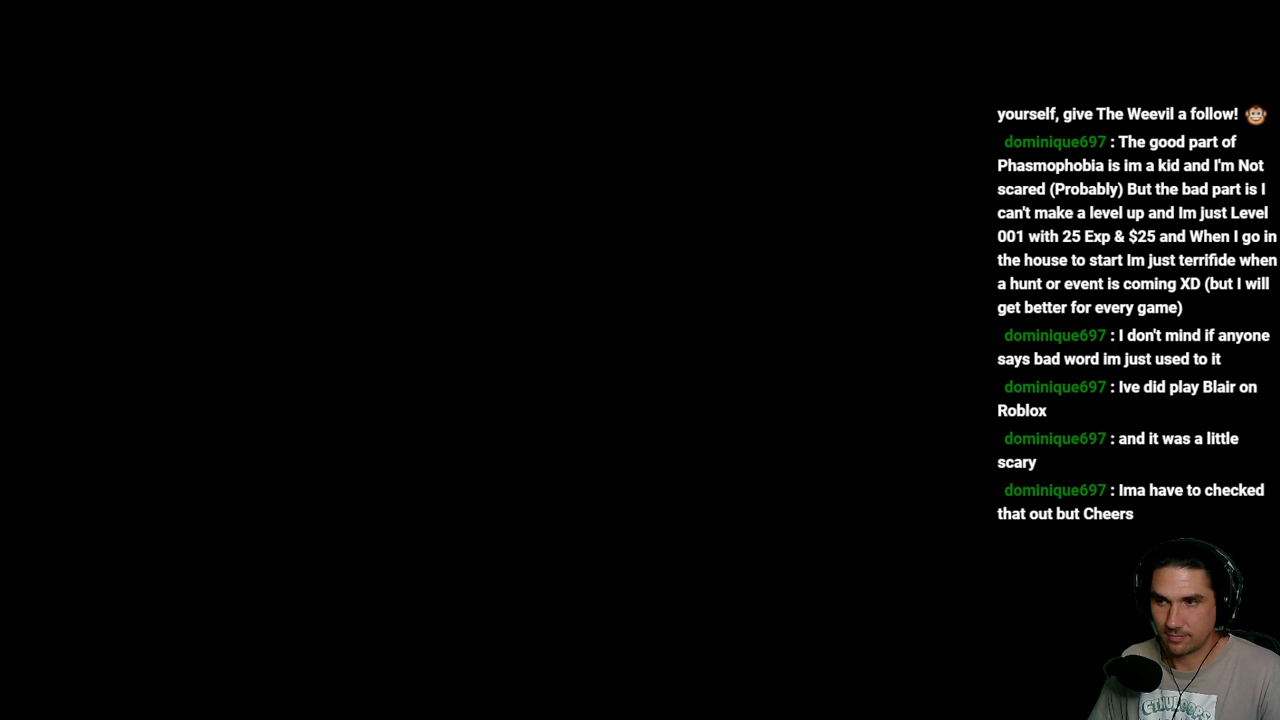 yourself, give The Weevil a follow!
dominique697 : The good part of
Phasmophobia is im a kid and I'm Not
scared (Probably) But the bad part is I
can't make a level up and Im just Level
001 with 25 Exp & $25 and When I go in
the house to start Im just terrifide when
a hunt or event is coming XD (but I will
get better for every game)
dominique697 : I don't mind if anyone
says bad word im just used to it
dominique697 : Ive did play Blair on
Roblox
dominique697 : and it was a little
scary
dominique697 : Ima have to checked
that out but Cheers